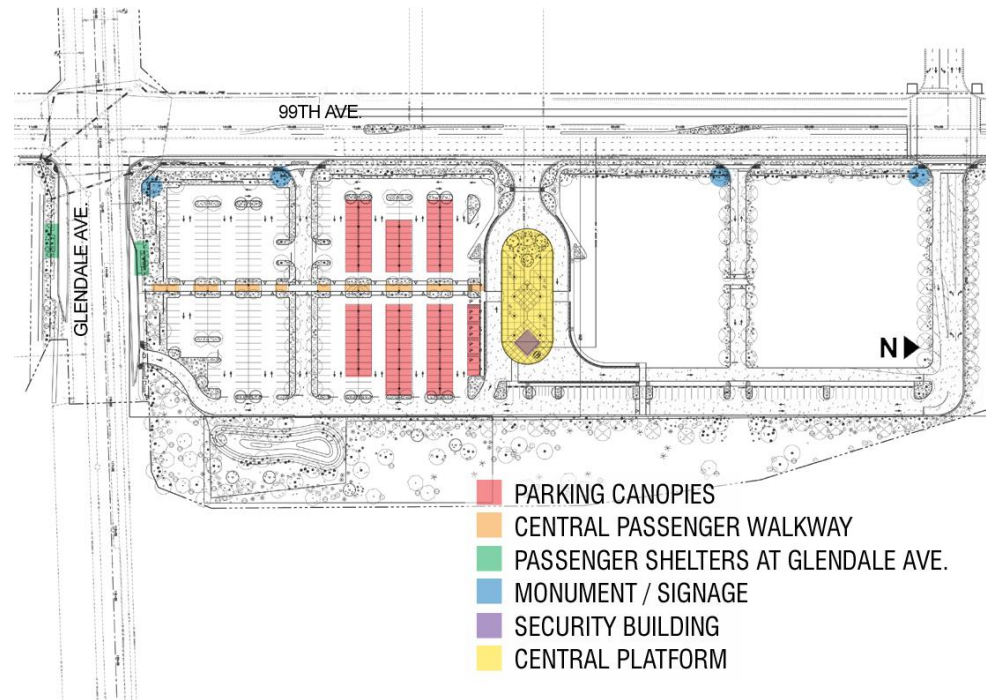 99TH AVE.
GLENDALE AVE.
N
PARKING CANOPIES
CENTRAL PASSENGER WALKWAY
PASSENGER SHELTERS AT GLENDALE AVE.
MONUMENT / SIGNAGE
SECURITY BUILDING
CENTRAL PLATFORM